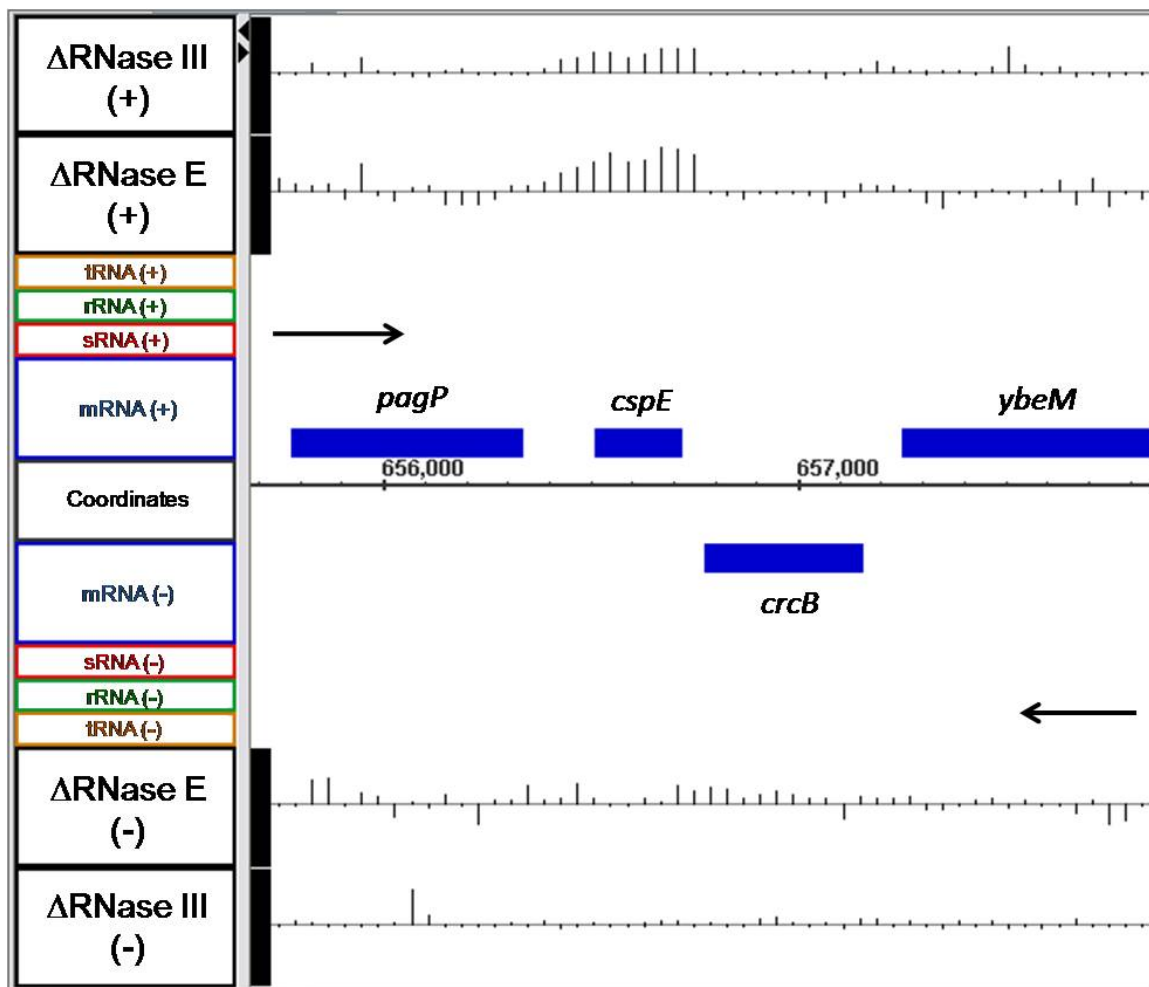 ΔRNase III
(+)
ΔRNase E
(+)
tRNA (+)
rRNA (+)
sRNA (+)
mRNA (+)
pagP
cspE
ybeM
656,000
657,000
Coordinates
mRNA (-)
crcB
sRNA (-)
rRNA (-)
tRNA (-)
ΔRNase E
(-)
ΔRNase III
(-)